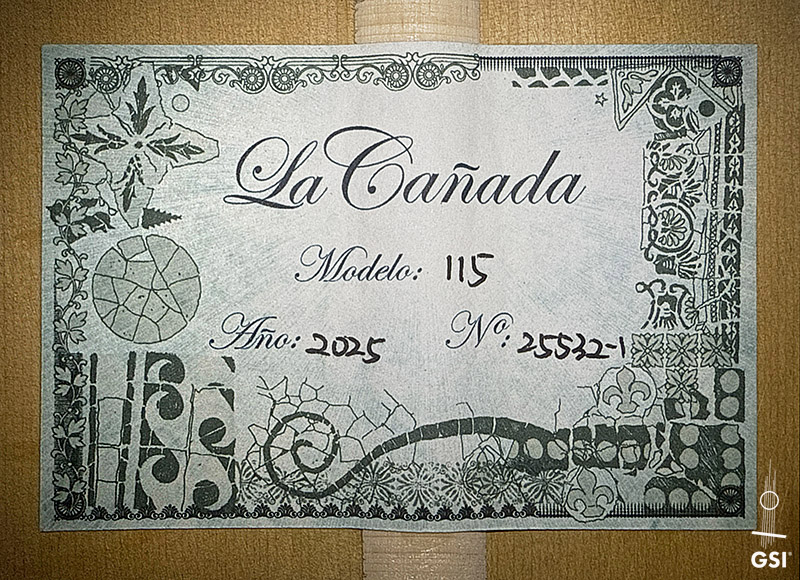 La Cañada
Modelo: 115
Año: 2025 Nº: 25532-1
GSI